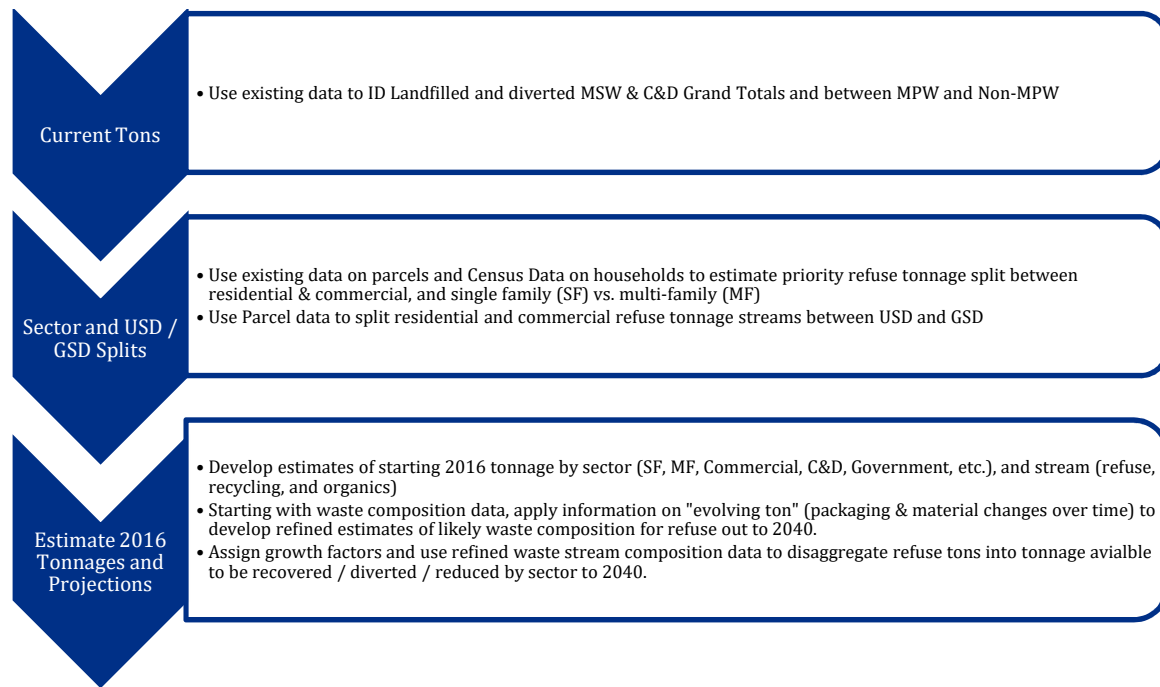 Current Tons
• Use existing data to ID Landfilled and diverted MSW & C&D Grand Totals and between MPW and Non-MPW
Sector and USD /
GSD Splits
• Use existing data on parcels and Census Data on households to estimate priority refuse tonnage split between
residential & commercial, and single family (SF) vs. multi-family (MF)
• Use Parcel data to split residential and commercial refuse tonnage streams between USD and GSD
Estimate 2016
Tonnages and
Projections
• Develop estimates of starting 2016 tonnage by sector (SF, MF, Commercial, C&D, Government, etc.), and stream (refuse,
recycling, and organics)
• Starting with waste composition data, apply information on "evolving ton" (packaging & material changes over time) to
develop refined estimates of likely waste composition for refuse out to 2040.
• Assign growth factors and use refined waste stream composition data to disaggregate refuse tons into tonnage avialble
to be recovered / diverted / reduced by sector to 2040.